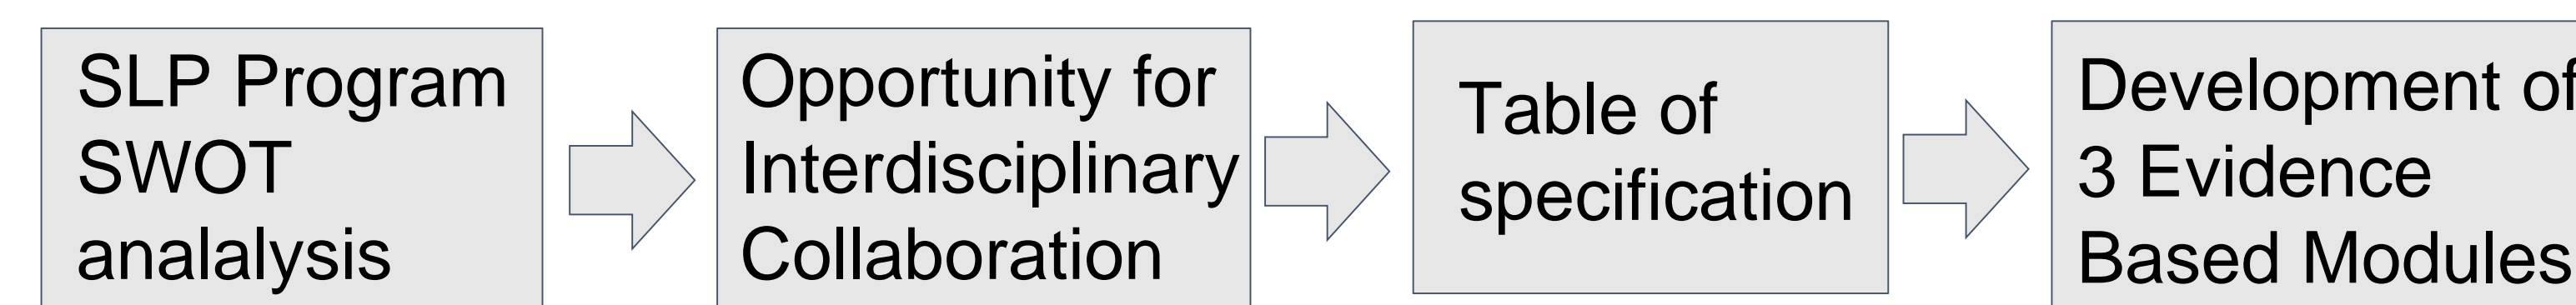 SLP Program
SWOT
analalysis
Opportunity for
Interdisciplinary
Collaboration
Table of
specification
Development of
3 Evidence
Based Modules